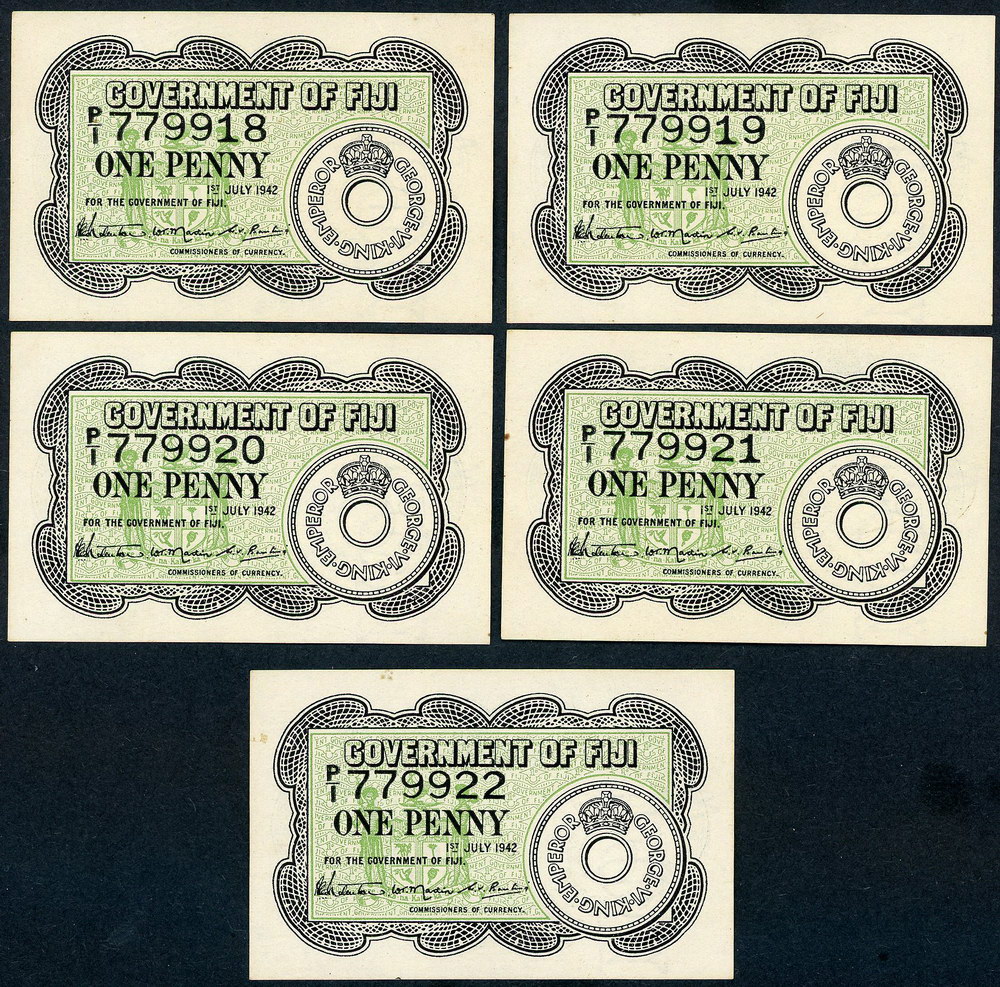 GOVERNMENT OF FIJI
P/1 779918
ONE PENNY
1ST JULY 1942
FOR THE GOVERNMENT OF FIJI.
COMMISSIONERS OF CURRENCY.
GEORGE·VI·KING·EMPEROR
GOVERNMENT OF FIJI
P/1 779919
ONE PENNY
1ST JULY 1942
FOR THE GOVERNMENT OF FIJI.
COMMISSIONERS OF CURRENCY.
GEORGE·VI·KING·EMPEROR
GOVERNMENT OF FIJI
P/1 779920
ONE PENNY
1ST JULY 1942
FOR THE GOVERNMENT OF FIJI.
COMMISSIONERS OF CURRENCY.
GEORGE·VI·KING·EMPEROR
GOVERNMENT OF FIJI
P/1 779921
ONE PENNY
1ST JULY 1942
FOR THE GOVERNMENT OF FIJI.
COMMISSIONERS OF CURRENCY.
GEORGE·VI·KING·EMPEROR
GOVERNMENT OF FIJI
P/1 779922
ONE PENNY
1ST JULY 1942
FOR THE GOVERNMENT OF FIJI.
COMMISSIONERS OF CURRENCY.
GEORGE·VI·KING·EMPEROR